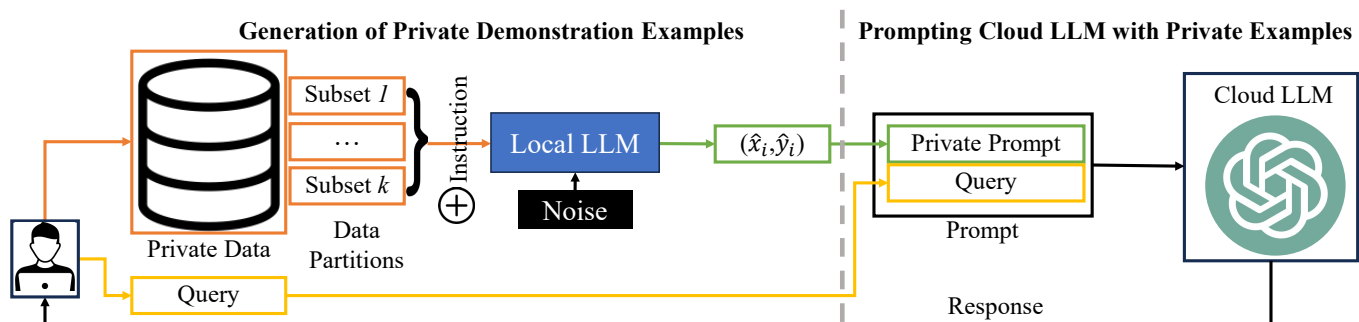 Generation of Private Demonstration Examples
Prompting Cloud LLM with Private Examples
Subset 1
...
Subset k
Instruction
Local LLM
Noise
(x̂ᵢ,ŷᵢ)
Private Prompt
Query
Prompt
Cloud LLM
Private Data
Data
Partitions
Query
Response